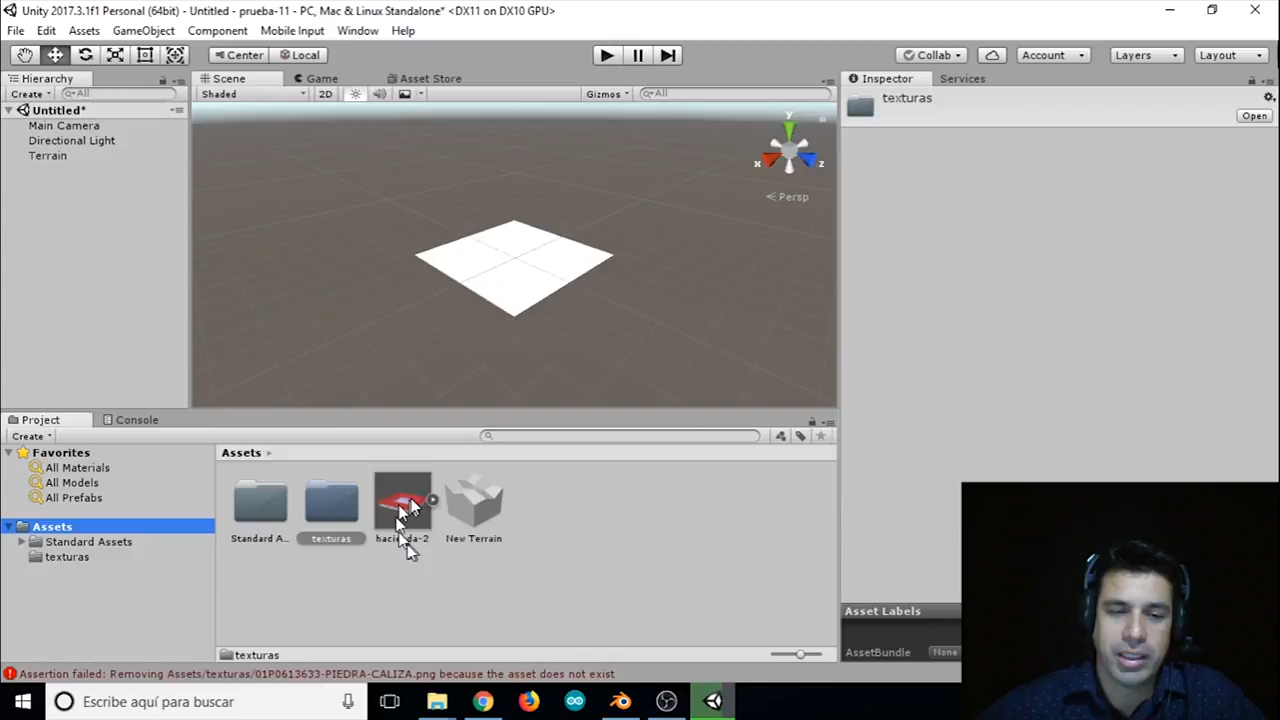 Unity 2017.3.1f1 Personal (64bit) - Untitled - prueba-11 - PC, Mac & Linux Standalone* <DX11 on DX10 GPU>
File Edit Assets GameObject Component Mobile Input Window Help
Center Local Collab Account Layers Layout
Hierarchy Scene Game Asset Store Inspector Services
Create All Shaded 2D Gizmos All texturas
Open
Untitled*
Main Camera
Directional Light
Terrain
y
x z
Persp
Project Console
Create
Favorites Assets
All Materials
All Models
All Prefabs
Assets
Standard Assets
texturas
Standard A... texturas hacienda-2 New Terrain
Asset Labels
AssetBundle None
texturas
Assertion failed: Removing Assets/texturas/01P0613633-PIEDRA-CALIZA.png because the asset does not exist
Escribe aquí para buscar